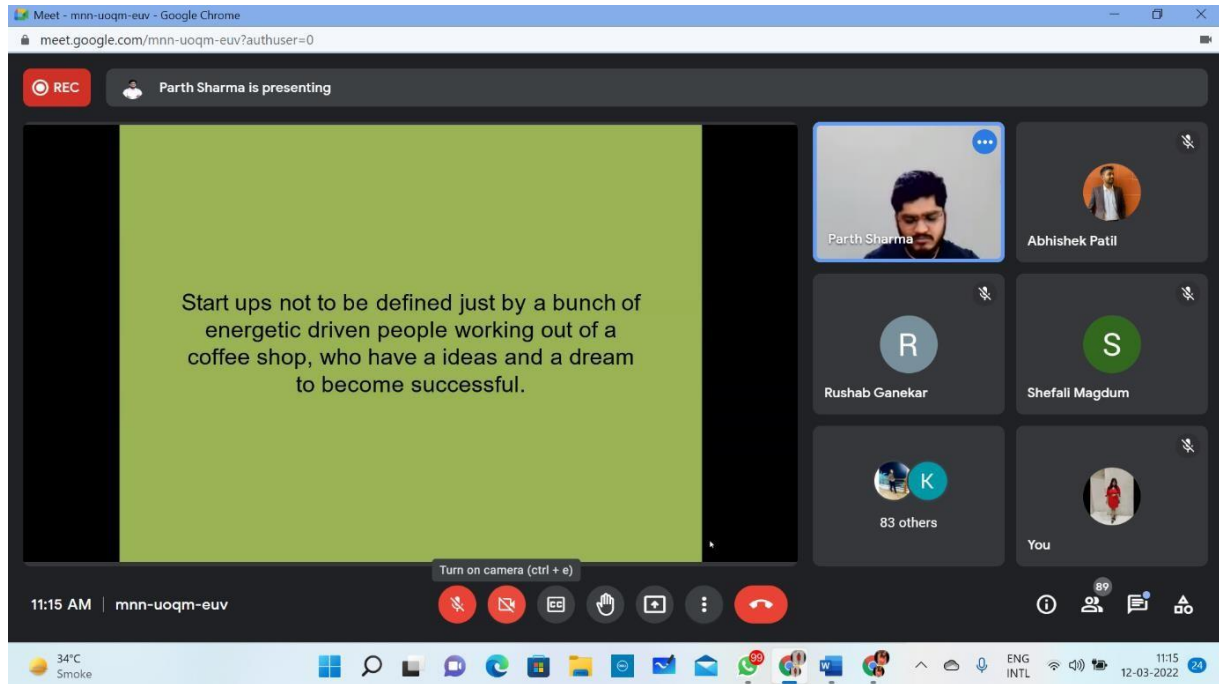 Meet - mnn-uoqm-euv - Google Chrome
meet.google.com/mnn-uoqm-euv?authuser=0
REC
Parth Sharma is presenting
Start ups not to be defined just by a bunch of
energetic driven people working out of a
coffee shop, who have a ideas and a dream
to become successful.
Parth Sharma
Abhishek Patil
R
Rushab Ganekar
S
Shefali Magdum
K
83 others
You
Turn on camera (ctrl + e)
11:15 AM | mnn-uoqm-euv
CC
89
34°C
Smoke
99
ENG
INTL
11:15
12-03-2022
24